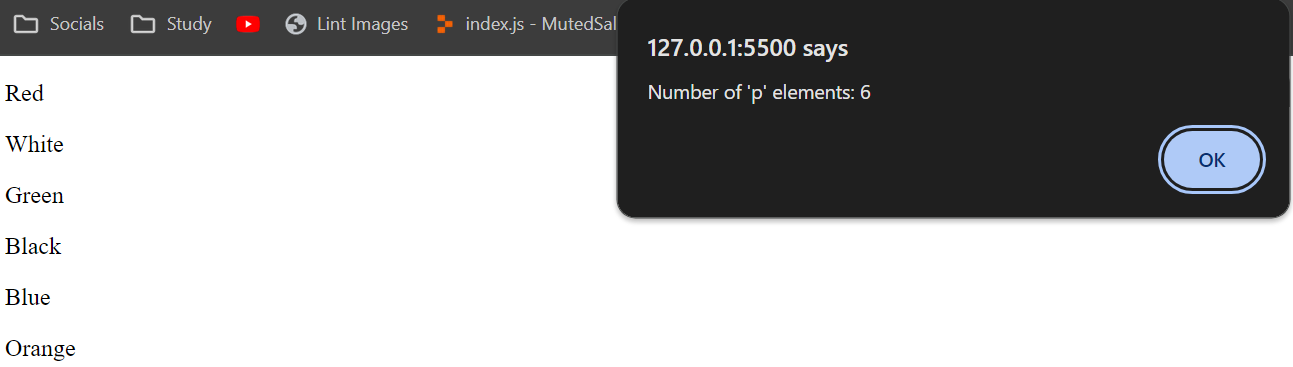 Socials Study Lint Images index.js - MutedSal
127.0.0.1:5500 says
Number of 'p' elements: 6
OK
Red
White
Green
Black
Blue
Orange